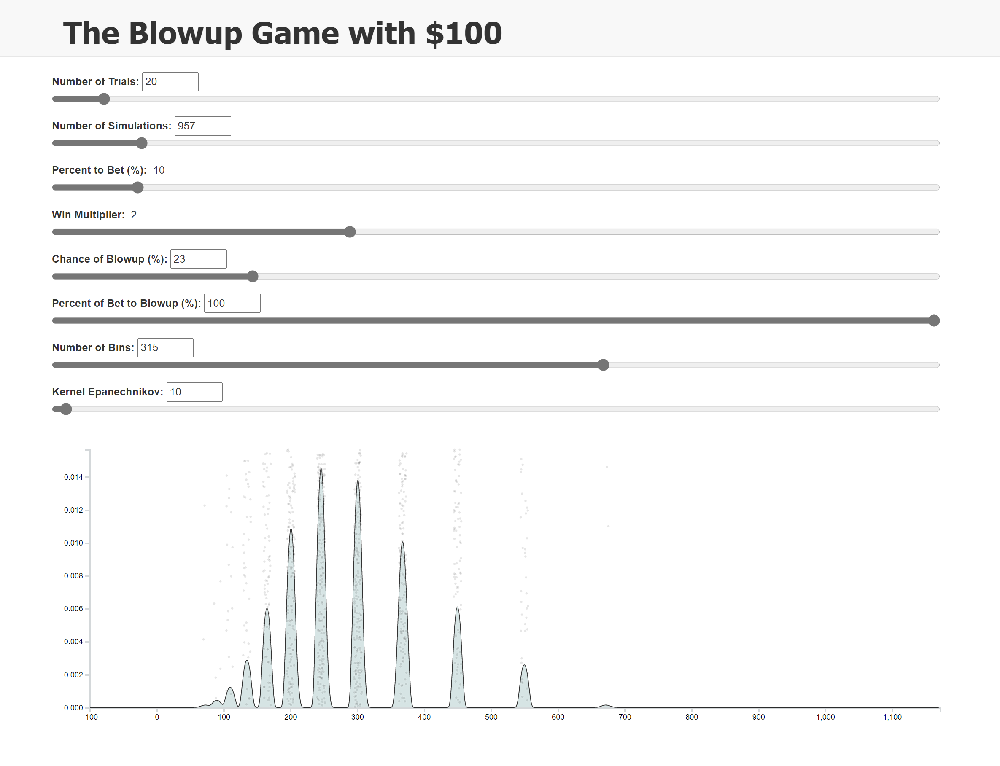 The Blowup Game with $100
Number of Trials: 20
Number of Simulations: 957
Percent to Bet (%): 10
Win Multiplier: 2
Chance of Blowup (%): 23
Percent of Bet to Blowup (%): 100
Number of Bins: 315
Kernel Epanechnikov: 10
0.014
0.012
0.010
0.008
0.006
0.004
0.002
0.000
-100 0 100 200 300 400 500 600 700 800 900 1,000 1,100